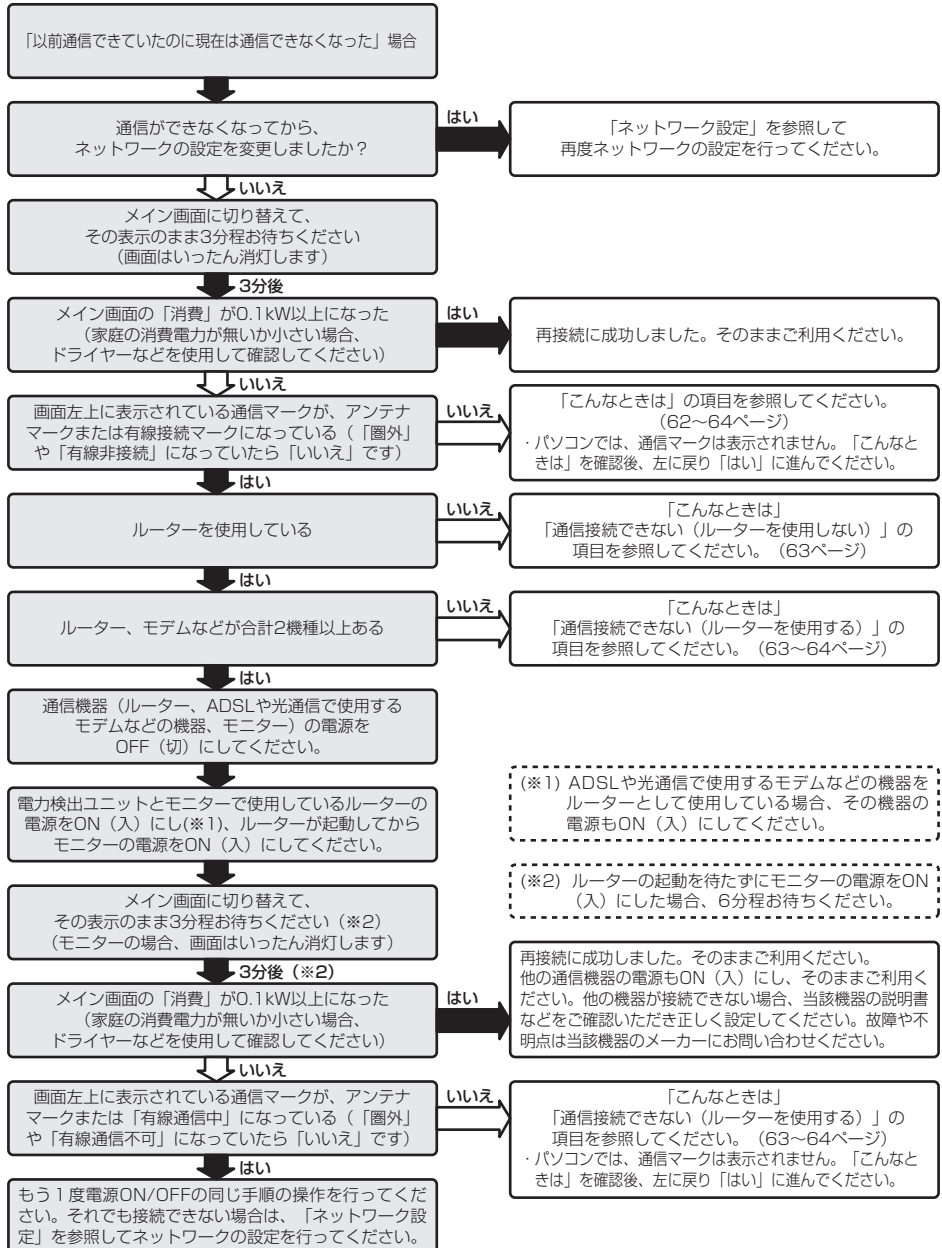 「以前通信できていたのに現在は通信できなくなった」場合
通信ができなくなってから、
ネットワークの設定を変更しましたか？
はい
「ネットワーク設定」を参照して
再度ネットワークの設定を行ってください。
いいえ
メイン画面に切り替えて、
その表示のまま3分程お待ちください
（画面はいったん消灯します）
3分後
メイン画面の「消費」が0.1kW以上になった
（家庭の消費電力が無いか小さい場合、
ドライヤーなどを使用して確認してください）
はい
再接続に成功しました。そのままご利用ください。
いいえ
画面左上に表示されている通信マークが、アンテナ
マークまたは有線接続マークになっている（「圏外」
や「有線非接続」になっていたら「いいえ」です）
いいえ
「こんなときは」の項目を参照してください。
（62～64ページ）
・パソコンでは、通信マークは表示されません。「こんなと
きは」を確認後、左に戻り「はい」に進んでください。
はい
ルーターを使用している
いいえ
「こんなときは」
「通信接続できない（ルーターを使用しない）」の
項目を参照してください。（63ページ）
はい
ルーター、モデムなどが合計2機種以上ある
いいえ
「こんなときは」
「通信接続できない（ルーターを使用する）」の
項目を参照してください。（63～64ページ）
はい
通信機器（ルーター、ADSLや光通信で使用する
モデムなどの機器、モニター）の電源を
OFF（切）にしてください。
電力検出ユニットとモニターで使用しているルーターの
電源をON（入）にし(※1)、ルーターが起動してから
モニターの電源をON（入）にしてください。
(※1) ADSLや光通信で使用するモデムなどの機器を
ルーターとして使用している場合、その機器の
電源もON（入）にしてください。
メイン画面に切り替えて、
その表示のまま3分程お待ちください（※2）
（モニターの場合、画面はいったん消灯します）
(※2) ルーターの起動を待たずにモニターの電源をON
（入）にした場合、6分程お待ちください。
3分後（※2）
メイン画面の「消費」が0.1kW以上になった
（家庭の消費電力が無いか小さい場合、
ドライヤーなどを使用して確認してください）
はい
再接続に成功しました。そのままご利用ください。
他の通信機器の電源もON（入）にし、そのままご利用く
ださい。他の機器が接続できない場合、当該機器の説明書
などをご確認いただき正しく設定してください。故障や不
明点は当該機器のメーカーにお問い合わせください。
いいえ
画面左上に表示されている通信マークが、アンテナ
マークまたは「有線通信中」になっている（「圏外」
や「有線通信不可」になっていたら「いいえ」です）
いいえ
「こんなときは」
「通信接続できない（ルーターを使用する）」の
項目を参照してください。（63～64ページ）
・パソコンでは、通信マークは表示されません。「こんなと
きは」を確認後、左に戻り「はい」に進んでください。
はい
もう１度電源ON/OFFの同じ手順の操作を行ってくだ
さい。それでも接続できない場合は、「ネットワーク設
定」を参照してネットワークの設定を行ってください。